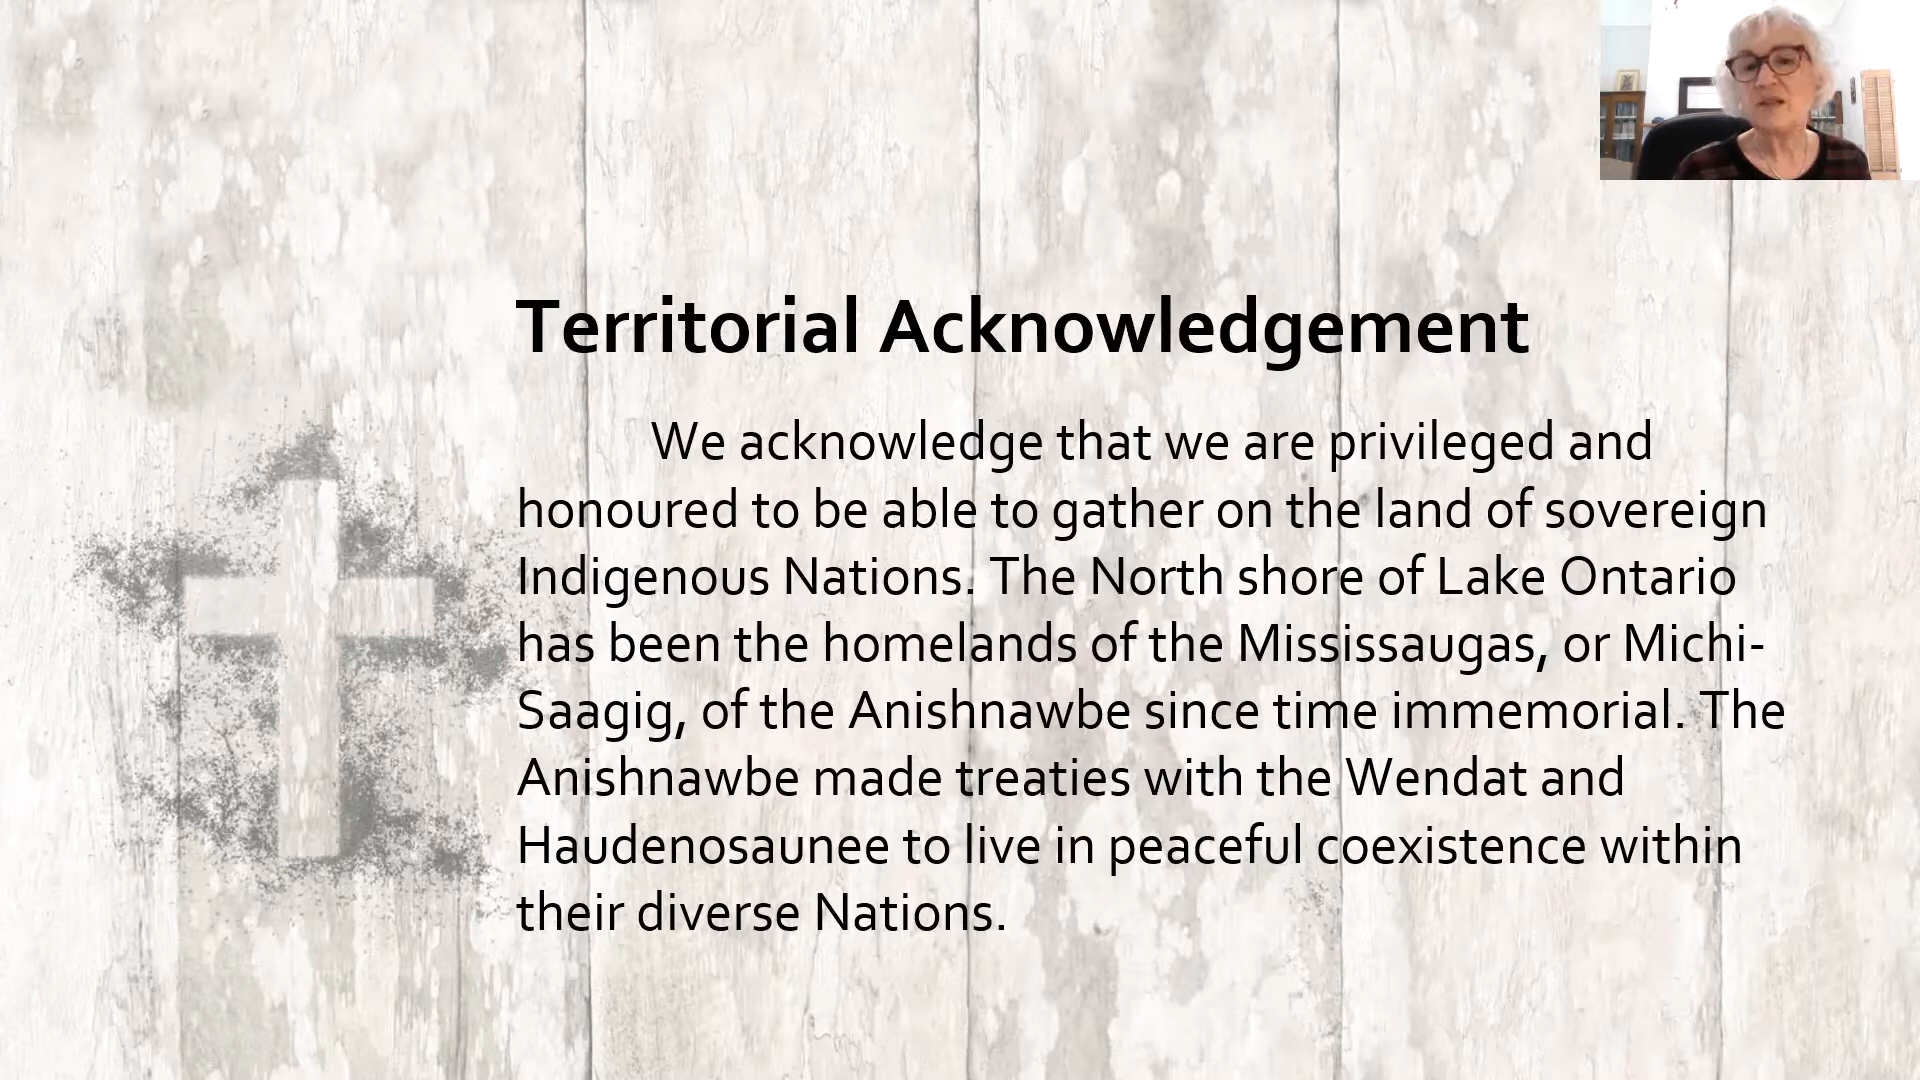 Territorial Acknowledgement
We acknowledge that we are privileged and
honoured to be able to gather on the land of sovereign
Indigenous Nations. The North shore of Lake Ontario
has been the homelands of the Mississaugas, or Michi-
Saagig, of the Anishnawbe since time immemorial. The
Anishnawbe made treaties with the Wendat and
Haudenosaunee to live in peaceful coexistence within
their diverse Nations.